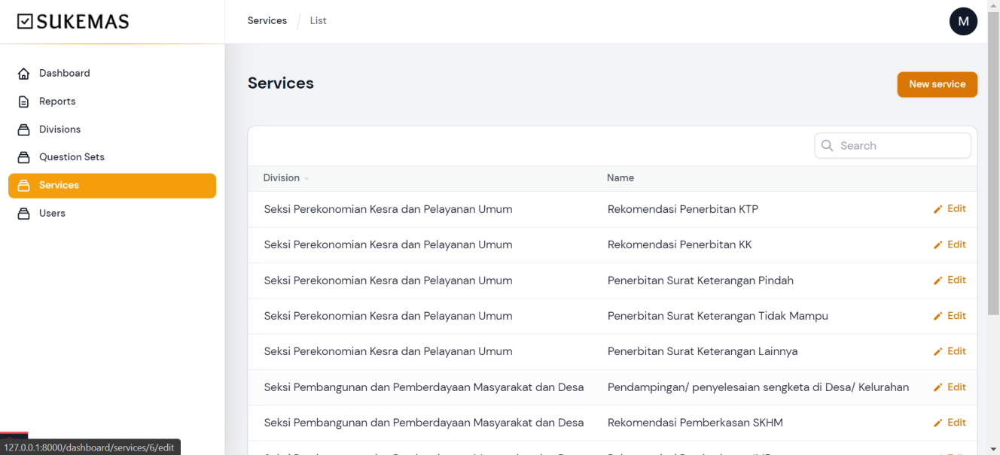 SUKEMAS
Services
List
M
Dashboard
Reports
Divisions
Question Sets
Services
Users
Services
New service
Search
Division
Name
Seksi Perekonomian Kesra dan Pelayanan Umum Rekomendasi Penerbitan KTP Edit
Seksi Perekonomian Kesra dan Pelayanan Umum Rekomendasi Penerbitan KK Edit
Seksi Perekonomian Kesra dan Pelayanan Umum Penerbitan Surat Keterangan Pindah Edit
Seksi Perekonomian Kesra dan Pelayanan Umum Penerbitan Surat Keterangan Tidak Mampu Edit
Seksi Perekonomian Kesra dan Pelayanan Umum Penerbitan Surat Keterangan Lainnya Edit
Seksi Pembangunan dan Pemberdayaan Masyarakat dan Desa Pendampingan/ penyelesaian sengketa di Desa/ Kelurahan Edit
Seksi Pembangunan dan Pemberdayaan Masyarakat dan Desa Rekomendasi Pemberkasan SKHM Edit
127.0.0.1:8000/dashboard/services/6/edit